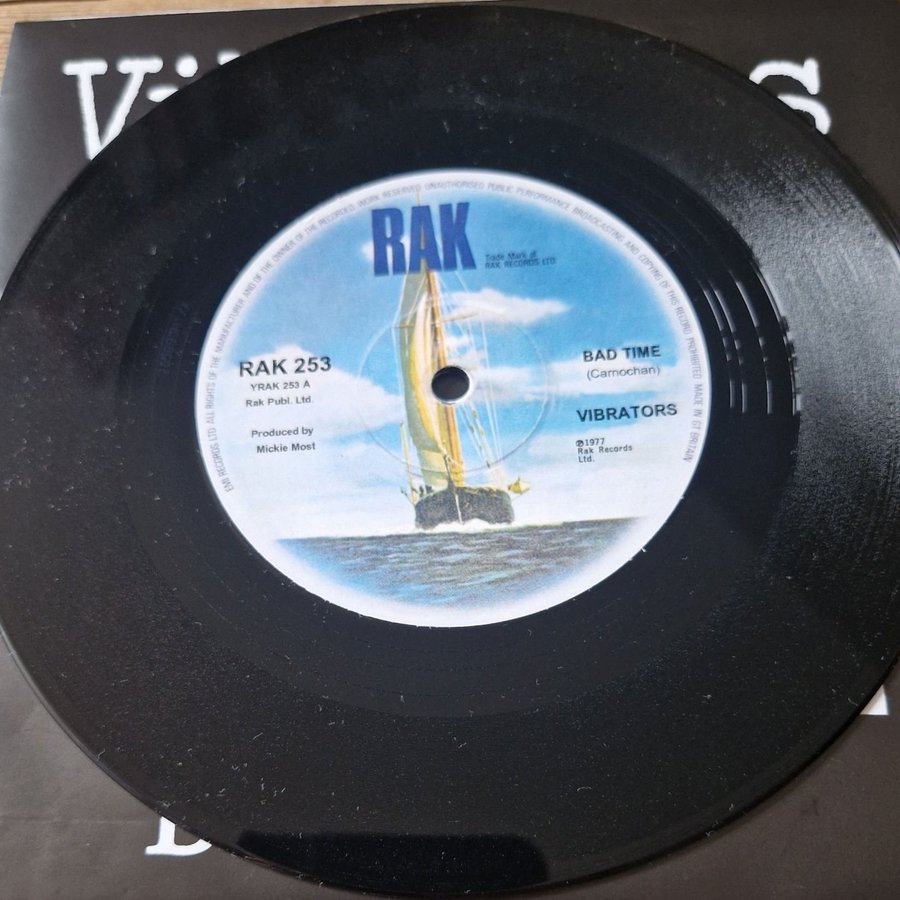 RAK
Trade Mark of
RAK RECORDS LTD
RAK 253
YRAK 253 A
Rak Publ. Ltd.
Produced by
Mickie Most
BAD TIME
(Carnochan)
VIBRATORS
℗1977
Rak Records
Ltd.
EMI RECORDS LTD ALL RIGHTS OF THE MANUFACTURER AND OF THE OWNER OF THE RECORDED WORK RESERVED UNAUTHORISED PUBLIC PERFORMANCE BROADCASTING AND COPYING OF THIS RECORD PROHIBITED MADE IN GT BRITAIN